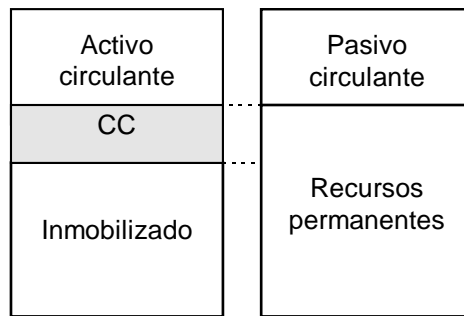 Activo
circulante
CC
Inmobilizado
Pasivo
circulante
Recursos
permanentes